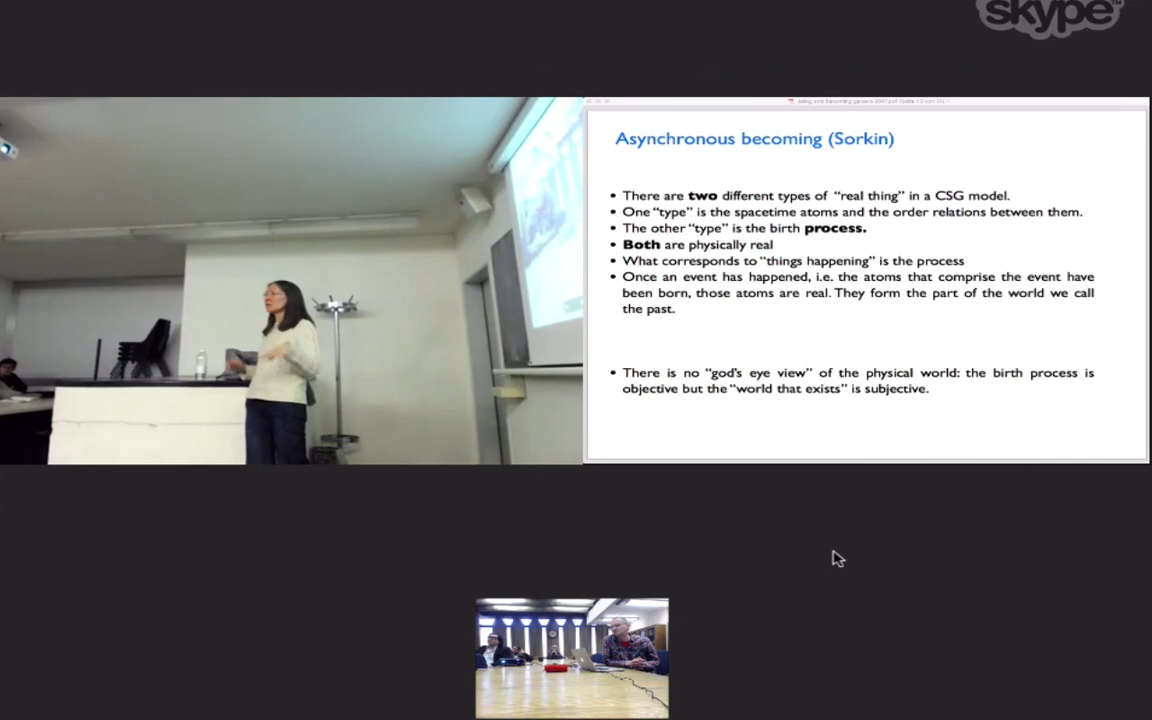 skype™
Asynchronous becoming (Sorkin)
• There are two different types of “real thing” in a CSG model.
• One “type” is the spacetime atoms and the order relations between them.
• The other “type” is the birth process.
• Both are physically real
• What corresponds to “things happening” is the process
• Once an event has happened, i.e. the atoms that comprise the event have
been born, those atoms are real. They form the part of the world we call
the past.
• There is no “god’s eye view” of the physical world: the birth process is
objective but the “world that exists” is subjective.